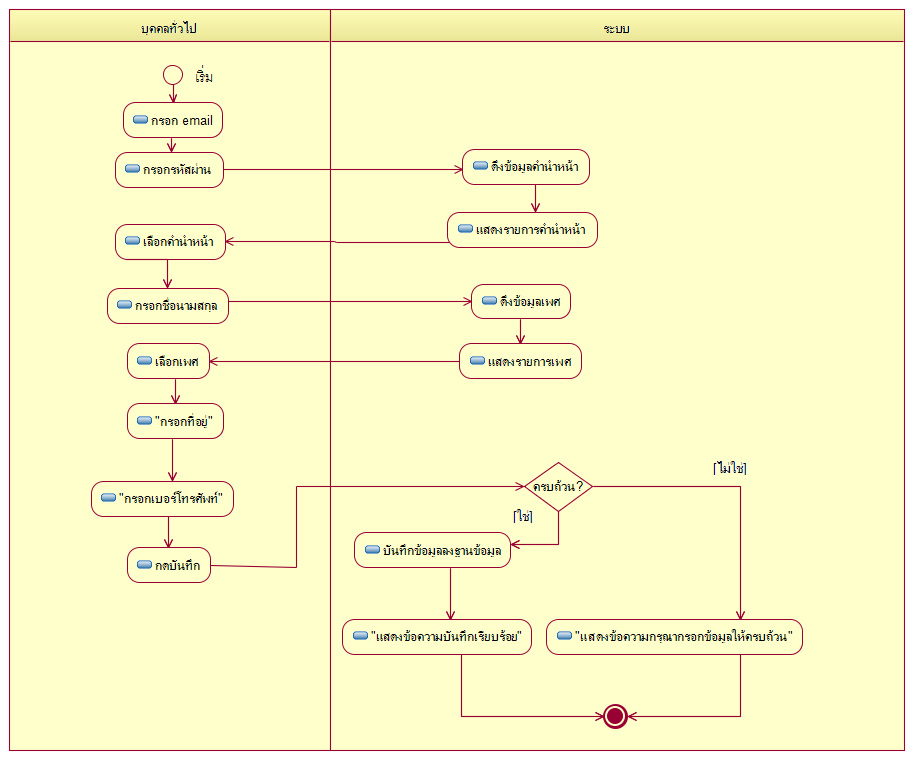 บุคคลทั่วไป
ระบบ
เริ่ม
กรอก email
กรอกรหัสผ่าน
ดึงข้อมูลคำนำหน้า
แสดงรายการคำนำหน้า
เลือกคำนำหน้า
กรอกชื่อนามสกุล
ดึงข้อมูลเพศ
แสดงรายการเพศ
เลือกเพศ
"กรอกที่อยู่"
"กรอกเบอร์โทรศัพท์"
กดบันทึก
ครบถ้วน?
[ไม่ใช่]
[ใช่]
บันทึกข้อมูลลงฐานข้อมูล
"แสดงข้อความบันทึกเรียบร้อย"
"แสดงข้อความกรุณากรอกข้อมูลให้ครบถ้วน"